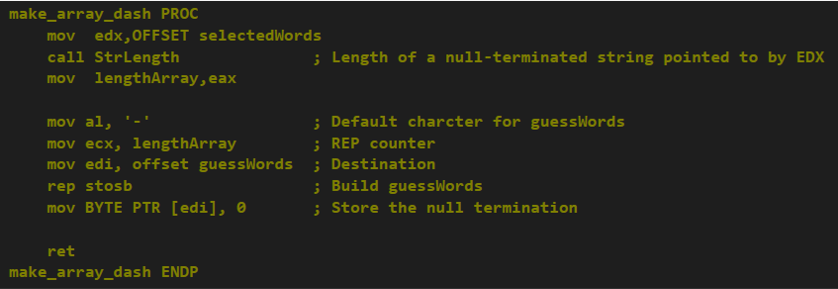 make_array_dash PROC
mov edx,OFFSET selectedWords
call StrLength ; Length of a null-terminated string pointed to by EDX
mov lengthArray,eax
mov al, '-' ; Default charcter for guessWords
mov ecx, lengthArray ; REP counter
mov edi, offset guessWords ; Destination
rep stosb ; Build guessWords
mov BYTE PTR [edi], 0 ; Store the null termination
ret
make_array_dash ENDP